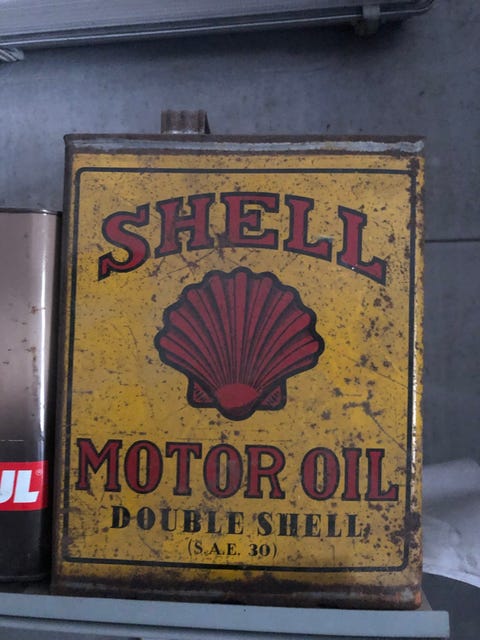 SHELL
MOTOR OIL
DOUBLE SHELL
(S.A.E. 30)
UL